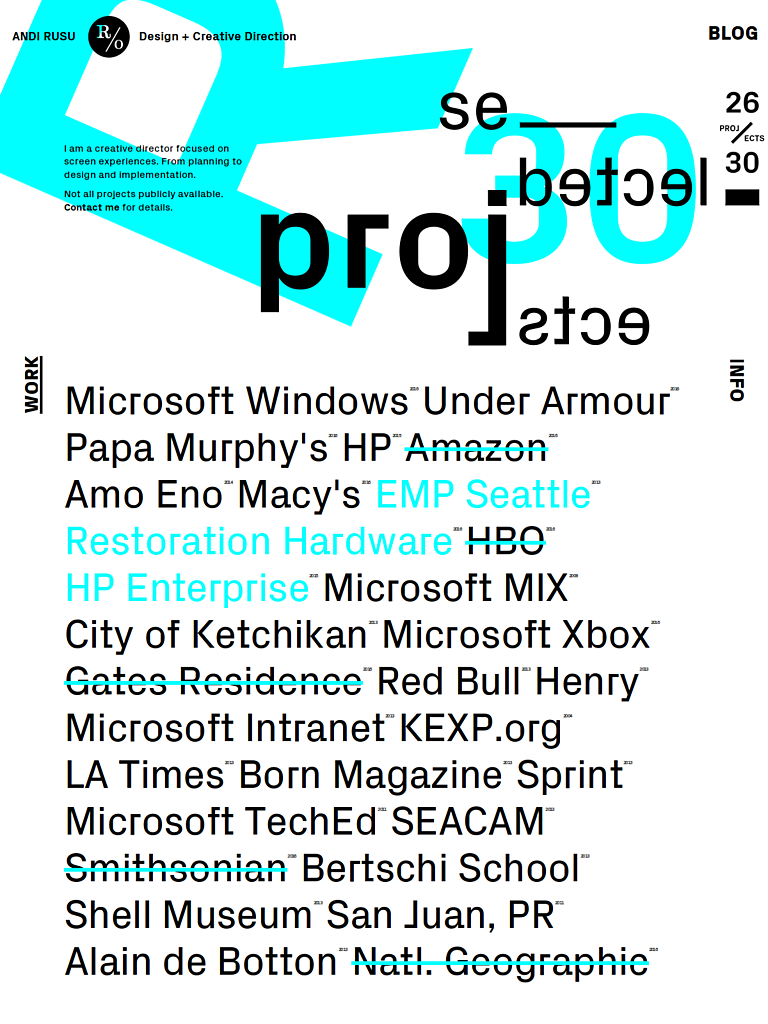 ANDI RUSU R/o Design + Creative Direction
BLOG
I am a creative director focused on
screen experiences. From planning to
design and implementation.
Not all projects publicly available.
Contact me for details.
30
se
lected
proj
ects
26
PROJ/ECTS
30
WORK
INFO
Microsoft Windows Under Armour
Papa Murphy's HP Amazon
Amo Eno Macy's EMP Seattle
Restoration Hardware HBO
HP Enterprise Microsoft MIX
City of Ketchikan Microsoft Xbox
Gates Residence Red Bull Henry
Microsoft Intranet KEXP.org
LA Times Born Magazine Sprint
Microsoft TechEd SEACAM
Smithsonian Bertschi School
Shell Museum San Juan, PR
Alain de Botton Natl. Geographic